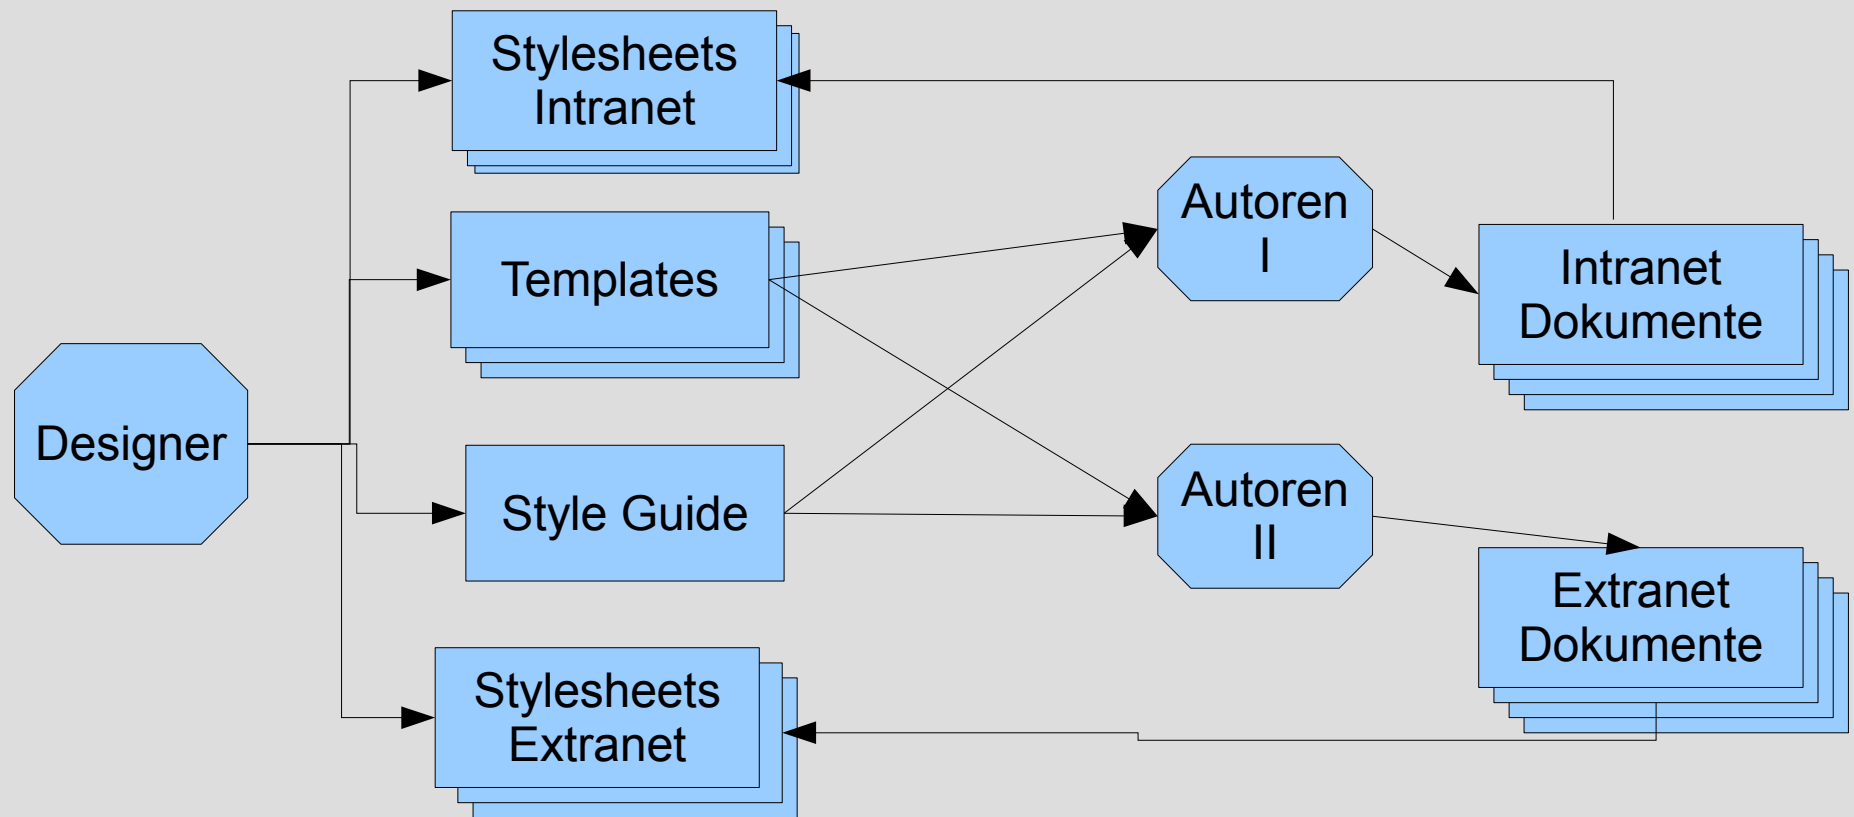 Stylesheets
Intranet
Templates
Designer
Style Guide
Stylesheets
Extranet
Autoren
I
Autoren
II
Intranet
Dokumente
Extranet
Dokumente